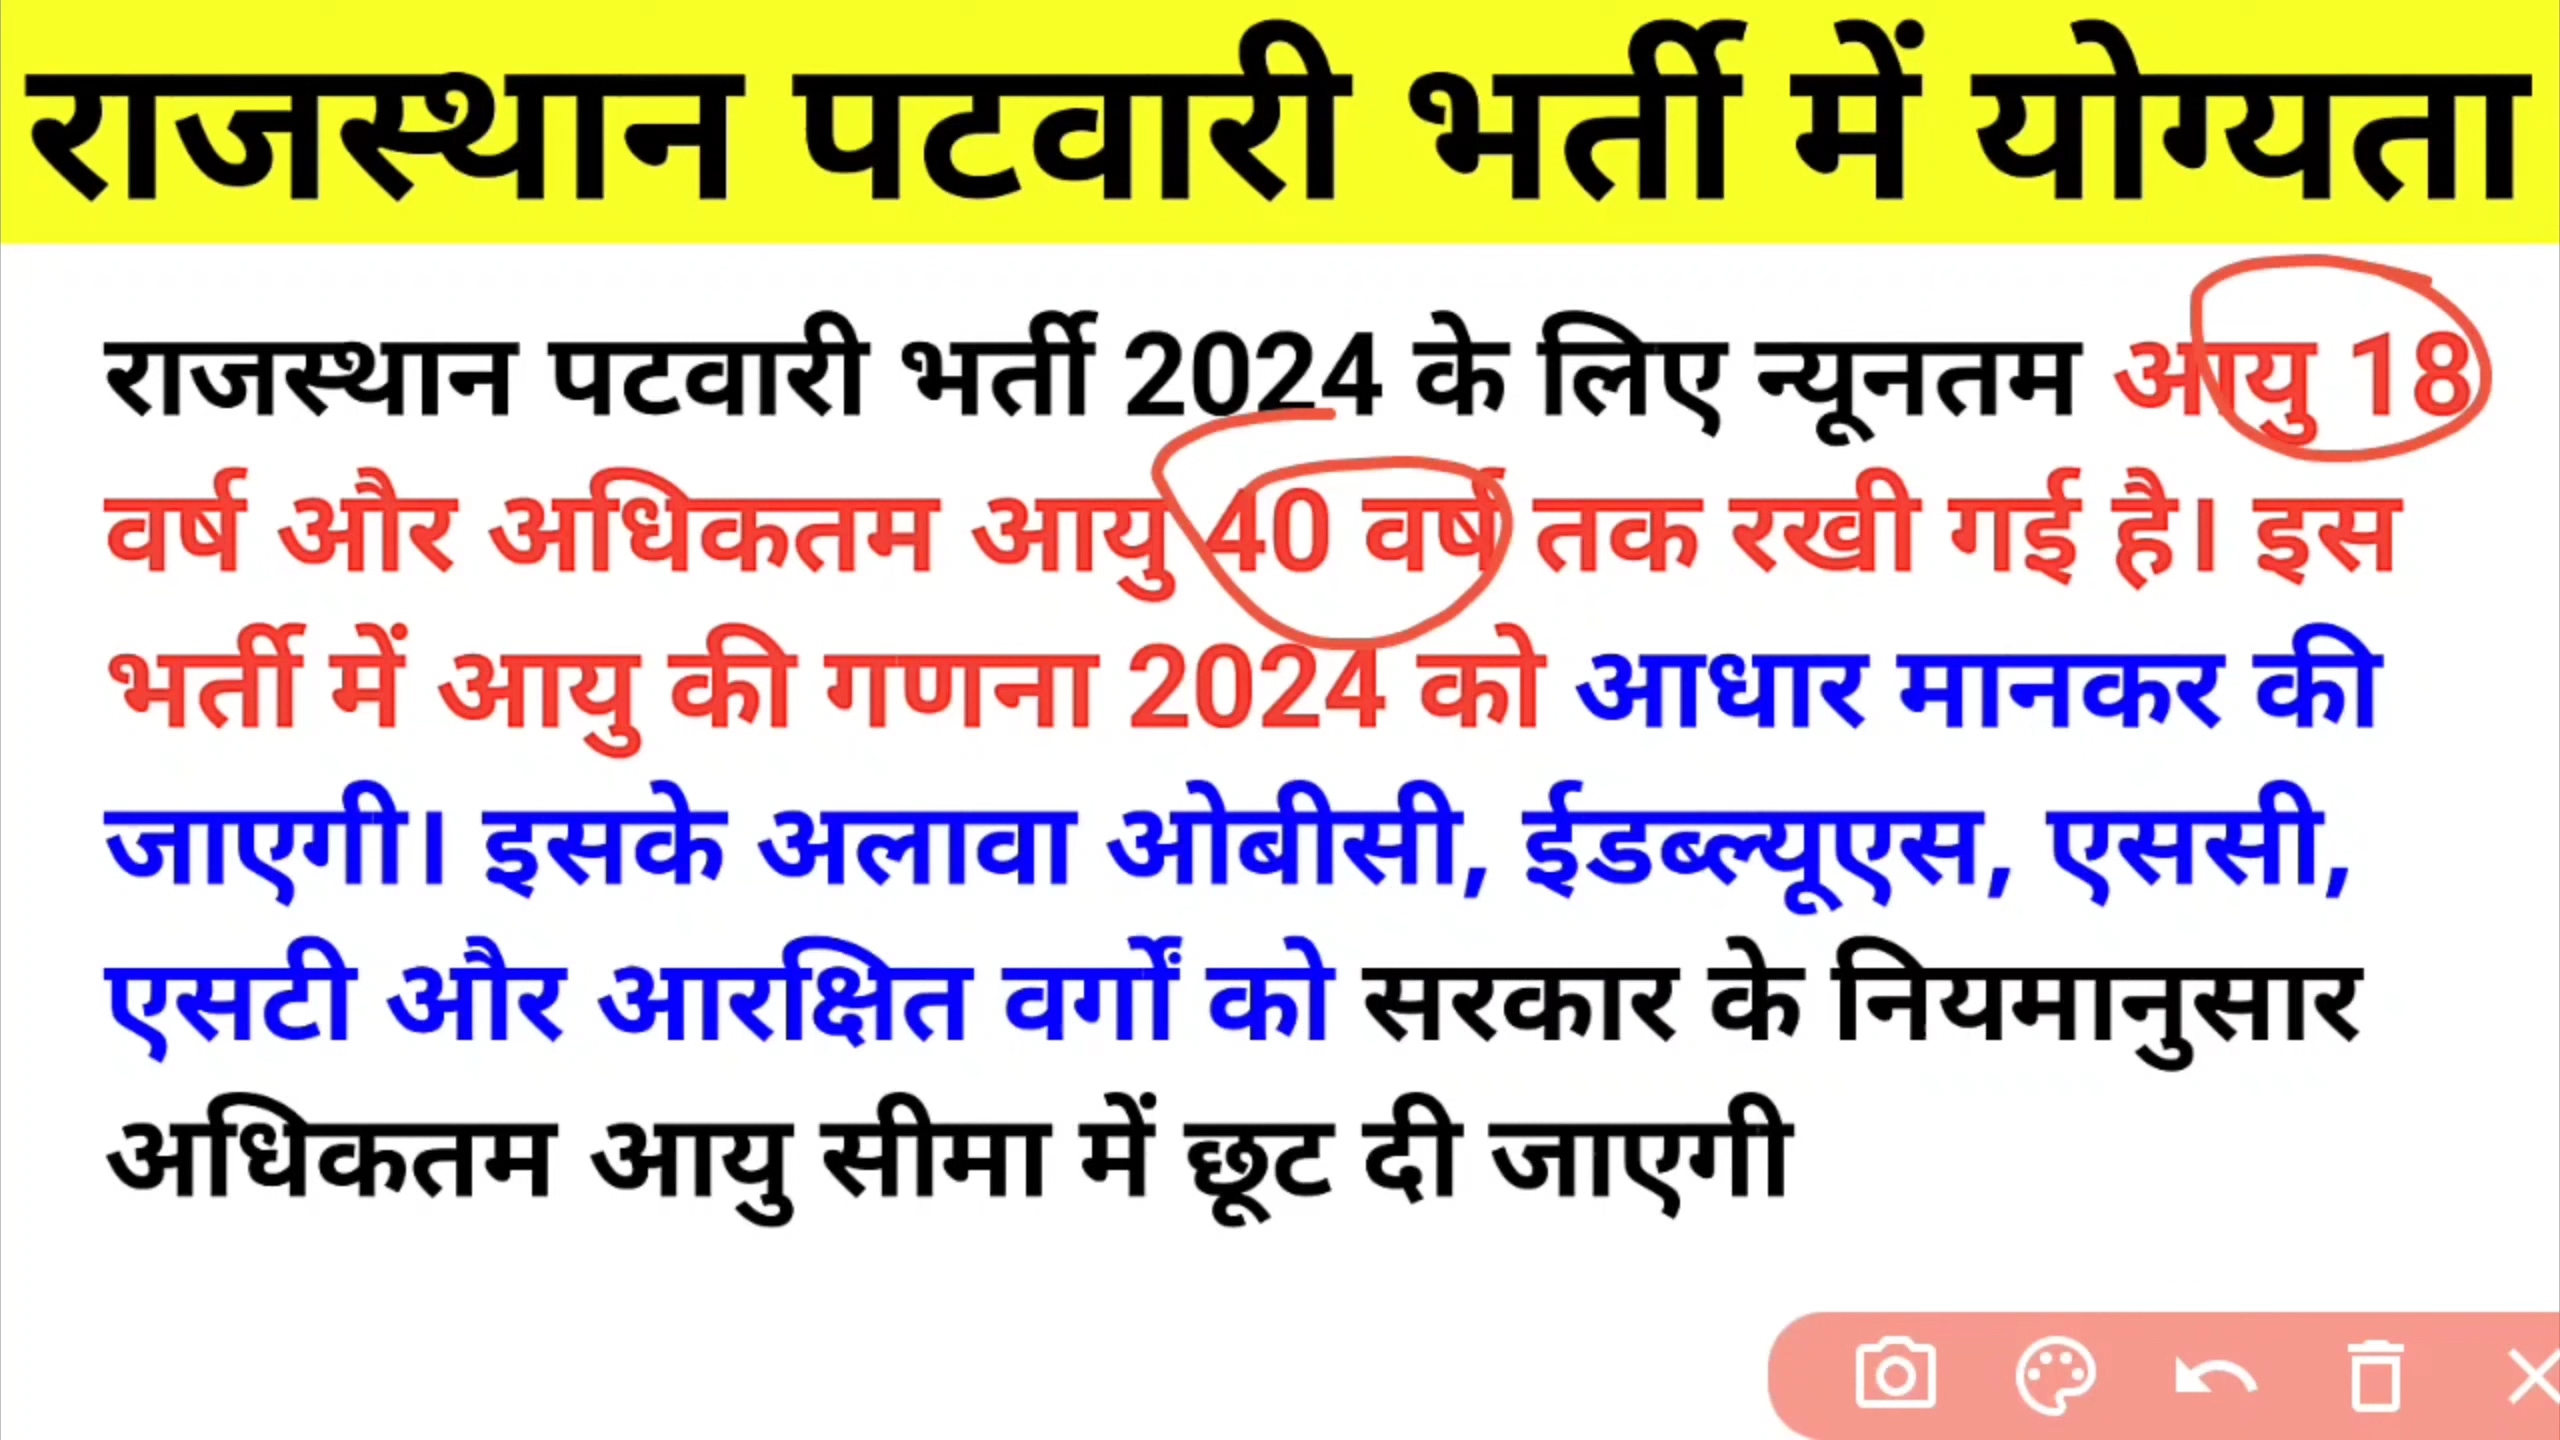 राजस्थान पटवारी भर्ती में योग्यता
राजस्थान पटवारी भर्ती 2024 के लिए न्यूनतम आयु 18
वर्ष और अधिकतम आयु 40 वर्ष तक रखी गई है। इस
भर्ती में आयु की गणना 2024 को आधार मानकर की
जाएगी। इसके अलावा ओबीसी, ईडब्ल्यूएस, एससी,
एसटी और आरक्षित वर्गों को सरकार के नियमानुसार
अधिकतम आयु सीमा में छूट दी जाएगी